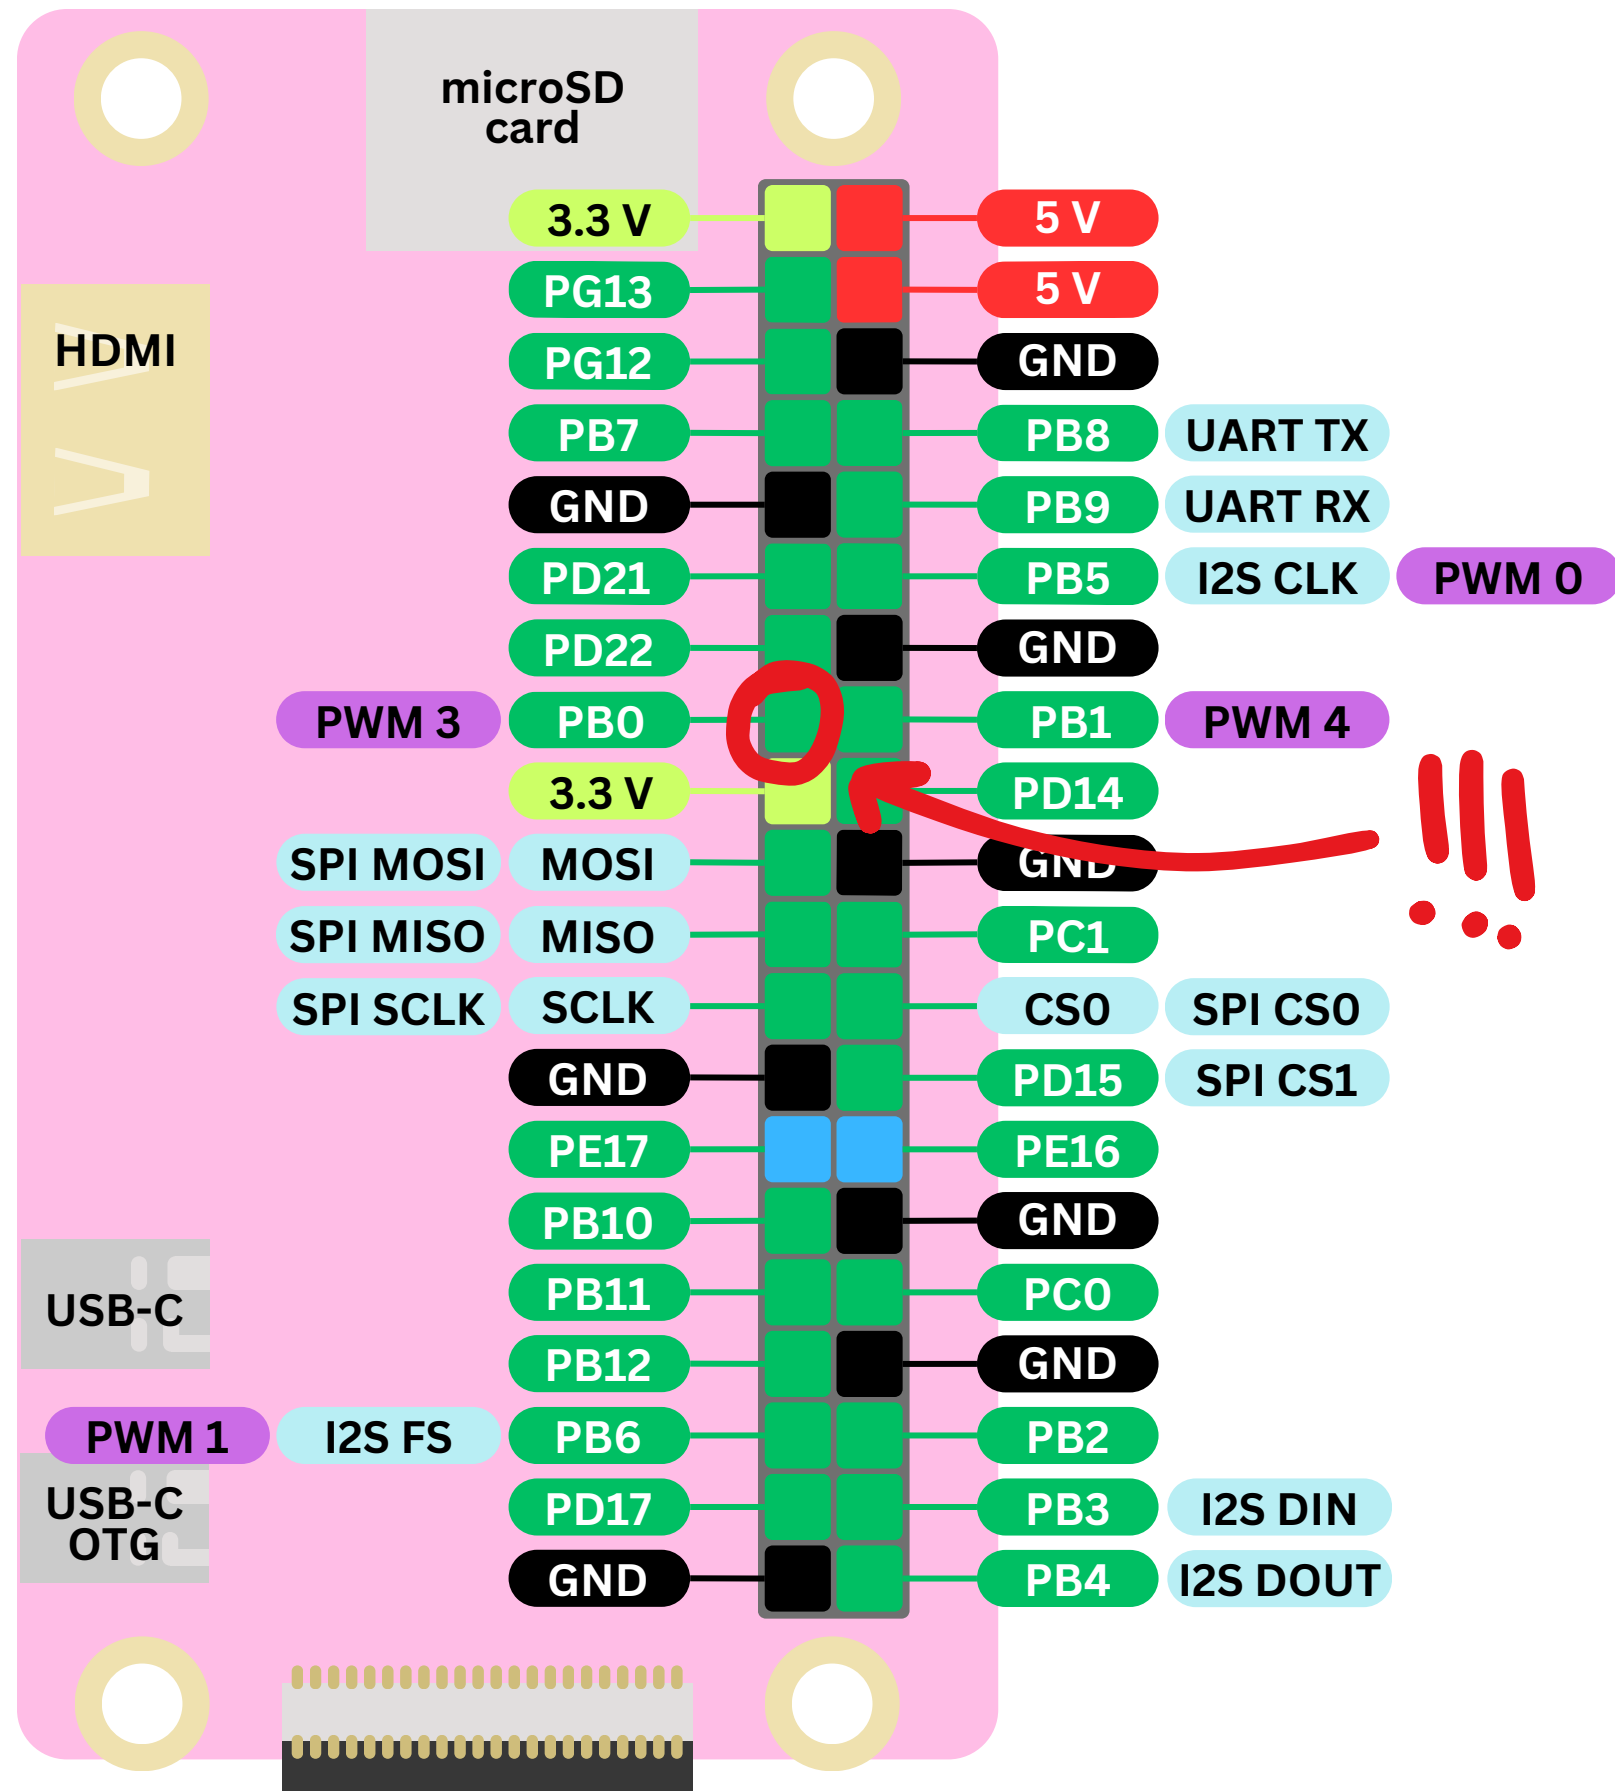 microSD
card
3.3 V 5 V
PG13 5 V
HDMI
PG12 GND
PB7 PB8 UART TX
GND PB9 UART RX
PD21 PB5 I2S CLK PWM 0
PD22 GND
PWM 3 PB0 PB1 PWM 4
3.3 V PD14
!!!
SPI MOSI MOSI GND
SPI MISO MISO PC1
SPI SCLK SCLK CS0 SPI CS0
GND PD15 SPI CS1
PE17 PE16
PB10 GND
PB11 PC0
USB-C
PB12 GND
PWM 1 I2S FS PB6 PB2
USB-C
OTG
PD17 PB3 I2S DIN
GND PB4 I2S DOUT